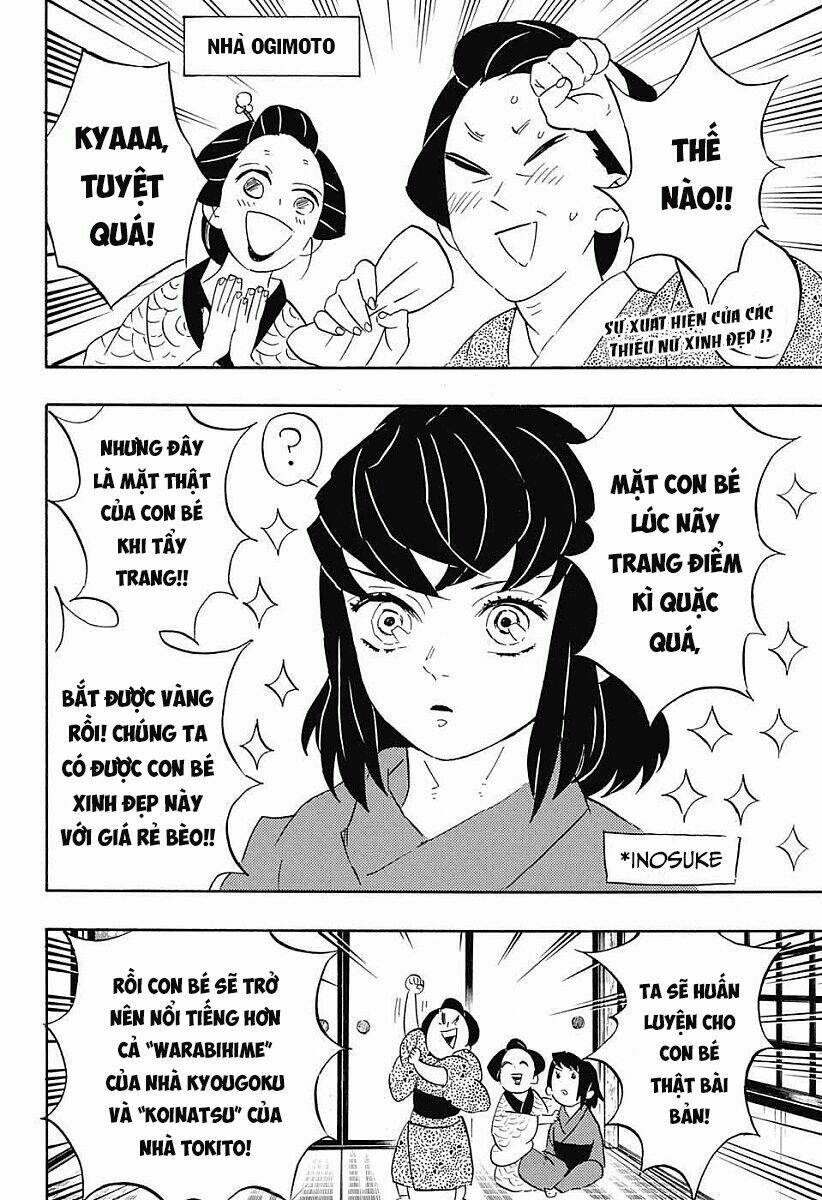 NHÀ OGIMOTO
THẾ
NÀO!!
SỰ XUẤT HIỆN CỦA CÁC
THIẾU NỮ XINH ĐẸP !?
KYAAA,
TUYỆT
QUÁ!
MẶT CON BÉ
LÚC NÃY
TRANG ĐIỂM
KÌ QUẶC
QUÁ,
?
NHƯNG ĐÂY
LÀ MẶT THẬT
CỦA CON BÉ
KHI TẨY
TRANG!!
BẮT ĐƯỢC VÀNG
RỒI! CHÚNG TA
CÓ ĐƯỢC CON BÉ
XINH ĐẸP NÀY
VỚI GIÁ RẺ BÈO!!
*INOSUKE
TA SẼ HUẤN
LUYỆN CHO
CON BÉ
THẬT BÀI
BẢN!
RỒI CON BÉ SẼ TRỞ
NÊN NỔI TIẾNG HƠN
CẢ "WARABIHIME"
CỦA NHÀ KYOUGOKU
VÀ "KOINATSU" CỦA
NHÀ TOKITO!